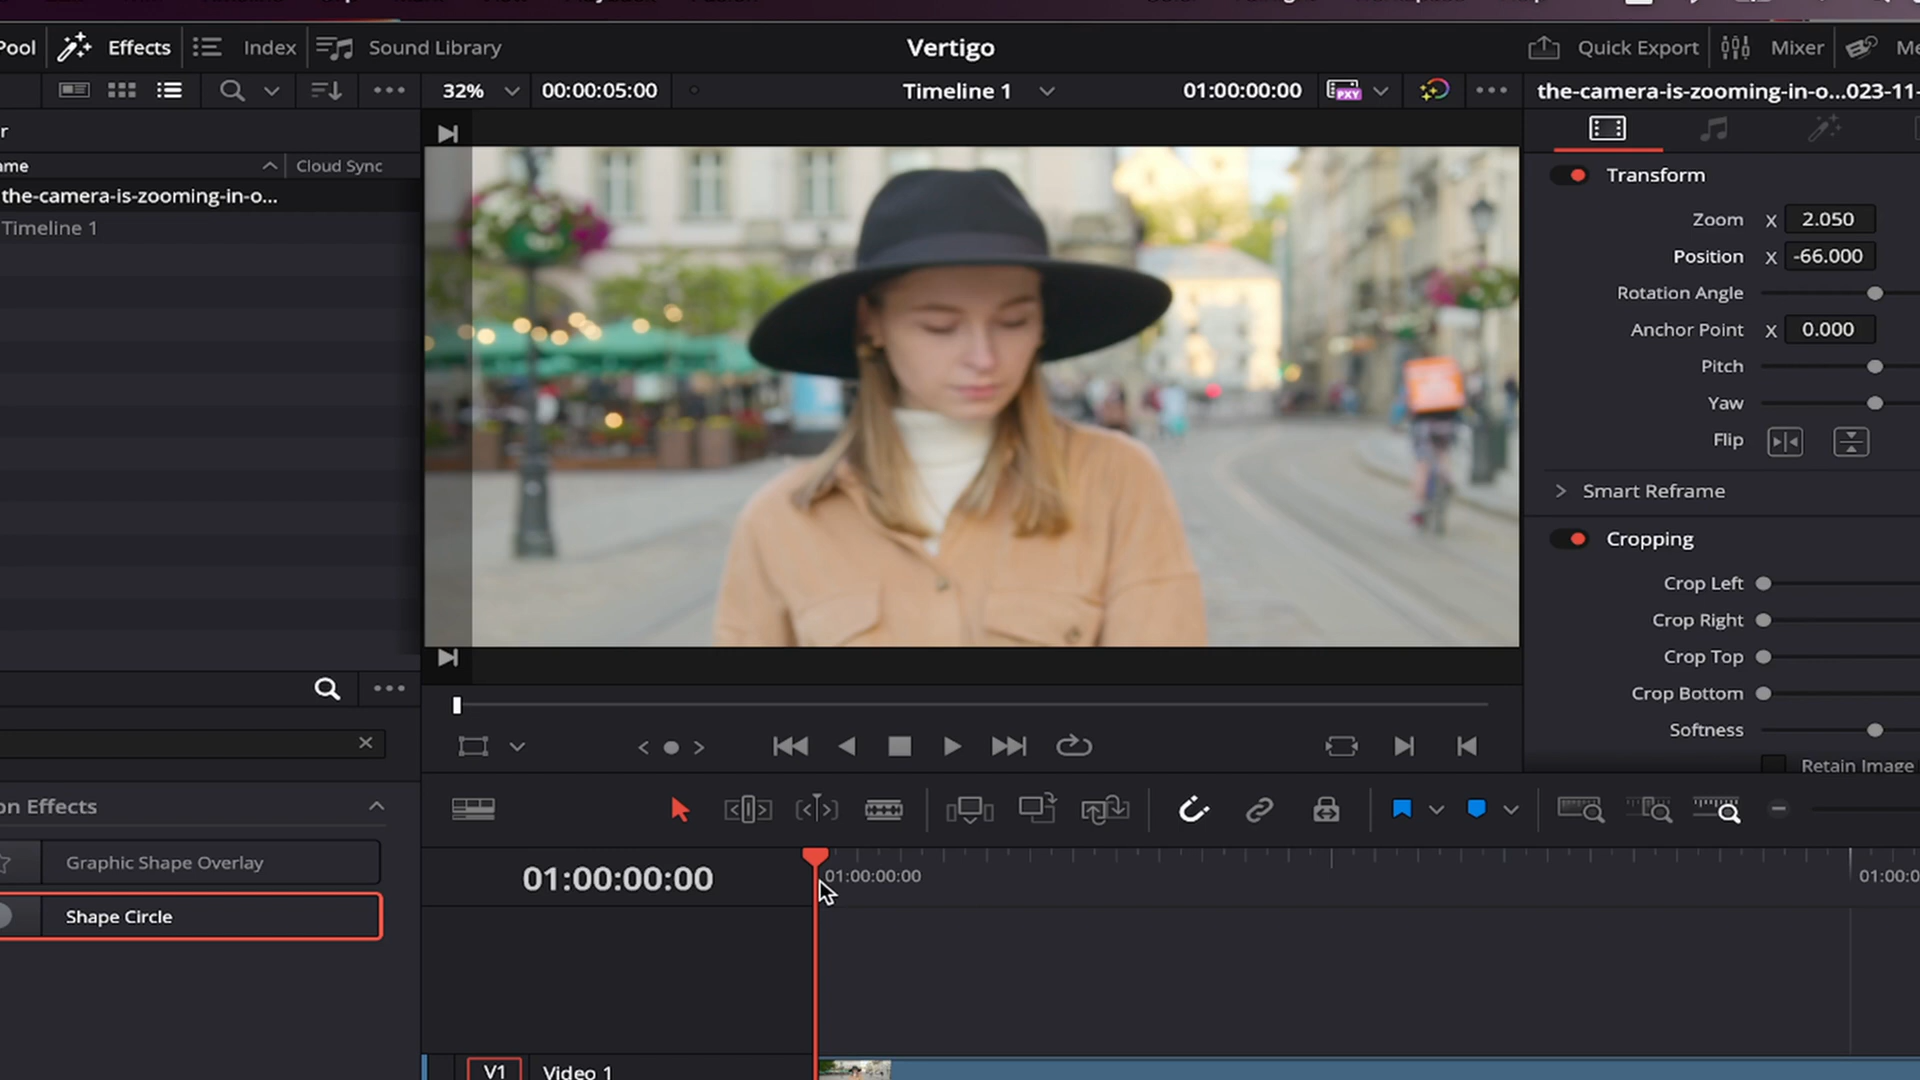 Pool
Effects
Index
Sound Library
Vertigo
Quick Export
Mixer
32%
00:00:05:00
Timeline 1
01:00:00:00
PXY
the-camera-is-zooming-in-o...023-11-
Cloud Sync
the-camera-is-zooming-in-o...
Timeline 1
Transform
Zoom X 2.050
Position X -66.000
Rotation Angle
Anchor Point X 0.000
Pitch
Yaw
Flip
Smart Reframe
Cropping
Crop Left
Crop Right
Crop Top
Crop Bottom
Softness
Retain Image
on Effects
Graphic Shape Overlay
Shape Circle
01:00:00:00
01:00:00:00
01:00:0
V1 Video 1